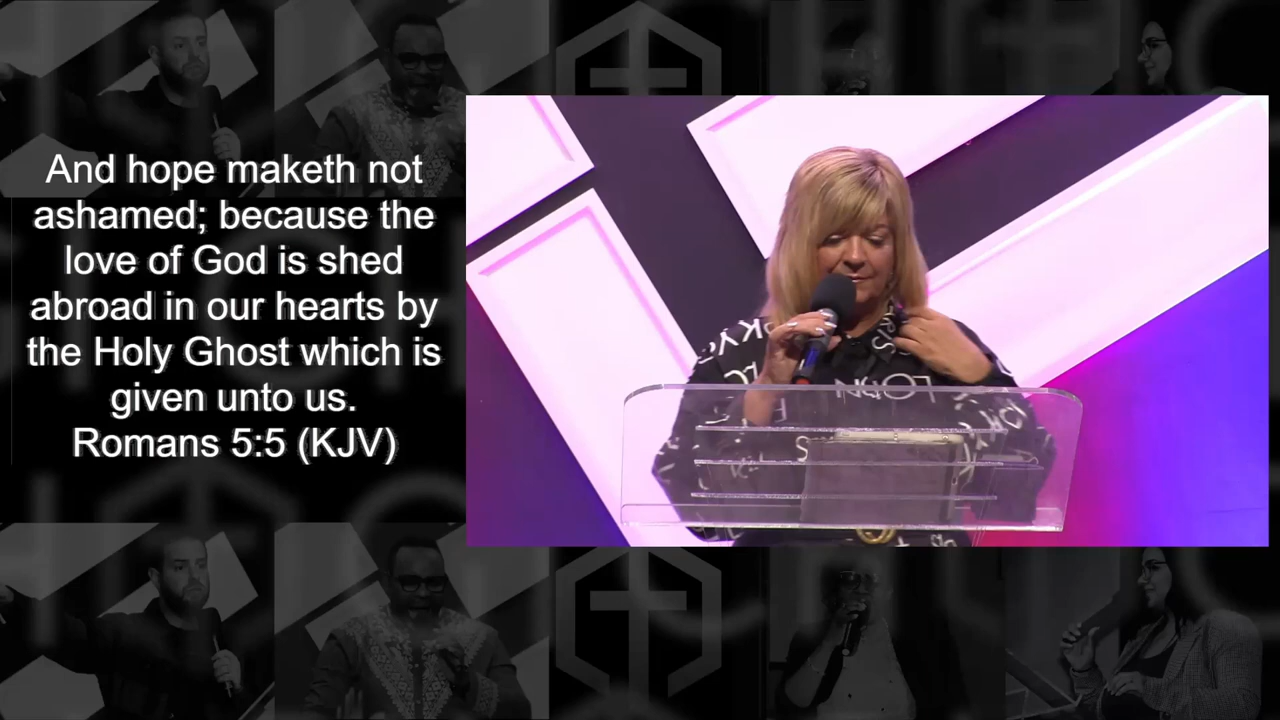 And hope maketh not
ashamed; because the
love of God is shed
abroad in our hearts by
the Holy Ghost which is
given unto us.
Romans 5:5 (KJV)